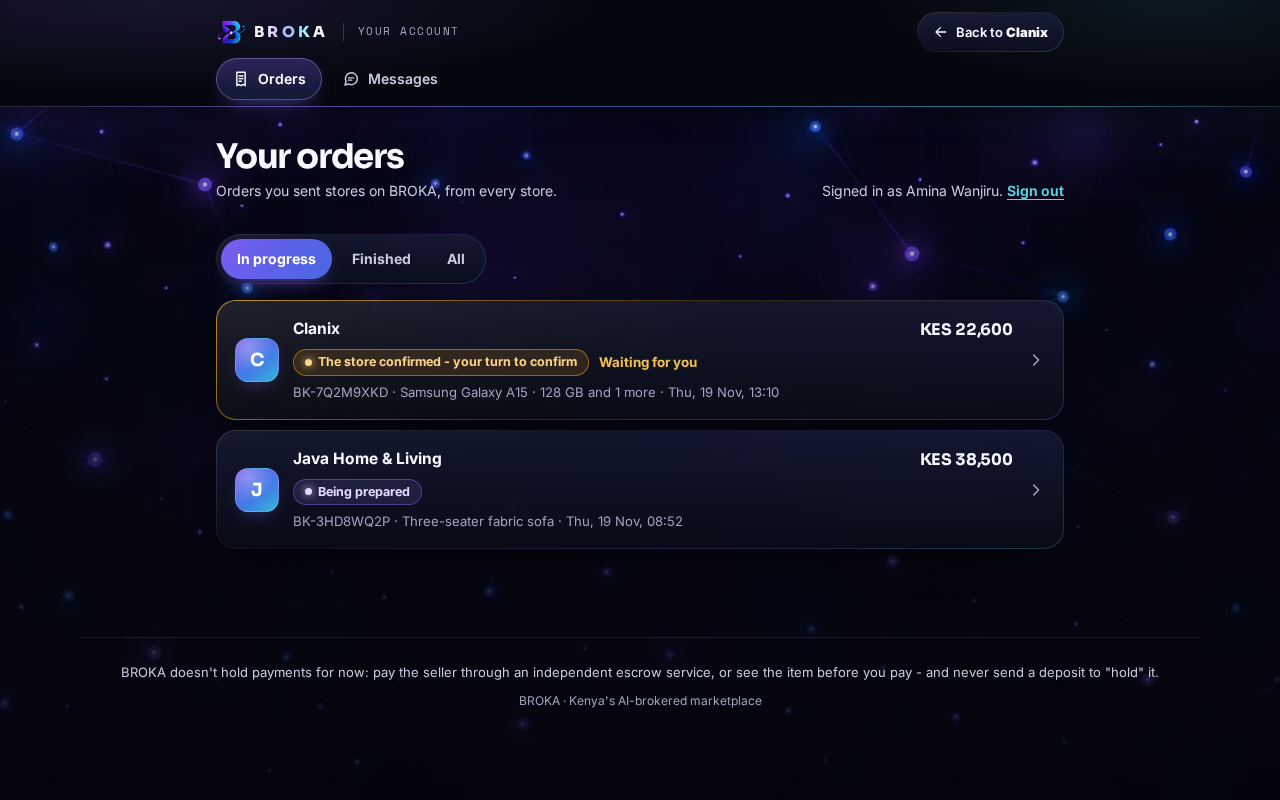 BROKA
YOUR ACCOUNT
Back to Clanix
Orders
Messages
Your orders
Orders you sent stores on BROKA, from every store.
Signed in as Amina Wanjiru. Sign out
In progress
Finished
All
C
Clanix
KES 22,600
The store confirmed - your turn to confirm
Waiting for you
BK-7Q2M9XKD · Samsung Galaxy A15 · 128 GB and 1 more · Thu, 19 Nov, 13:10
J
Java Home & Living
KES 38,500
Being prepared
BK-3HD8WQ2P · Three-seater fabric sofa · Thu, 19 Nov, 08:52
BROKA doesn't hold payments for now: pay the seller through an independent escrow service, or see the item before you pay - and never send a deposit to "hold" it.
BROKA · Kenya's AI-brokered marketplace